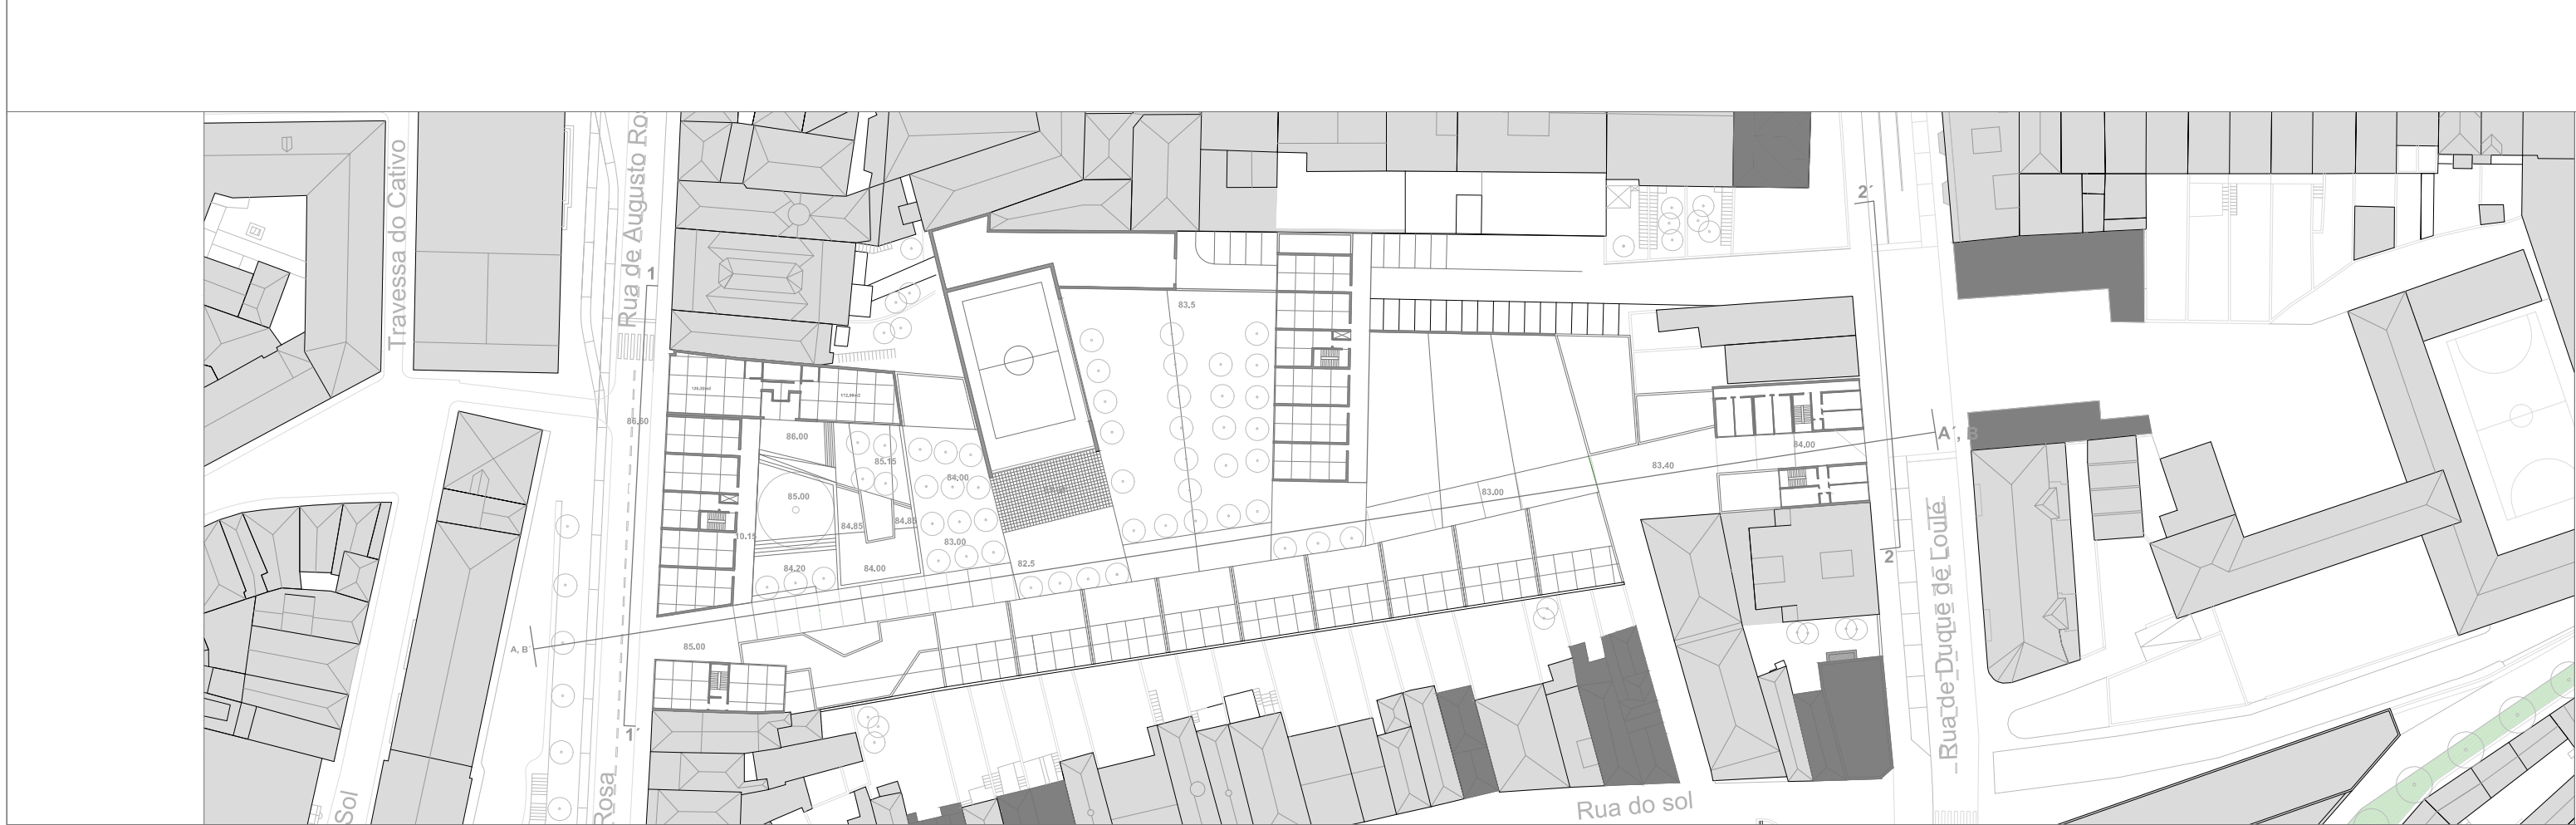 Travessa do Cativo
Rua de Augusto Ro
2´
1
83,5
86,60
86.00
85.15
A´, B
84,00
83,40
84,00
85.00
83.00
84,85
84,85
10.15
83.00
82.5
84.20
84.00
2
Rua de Duque de Loulé
A, B´
85.00
1´
Rosa
Sol
Rua do sol